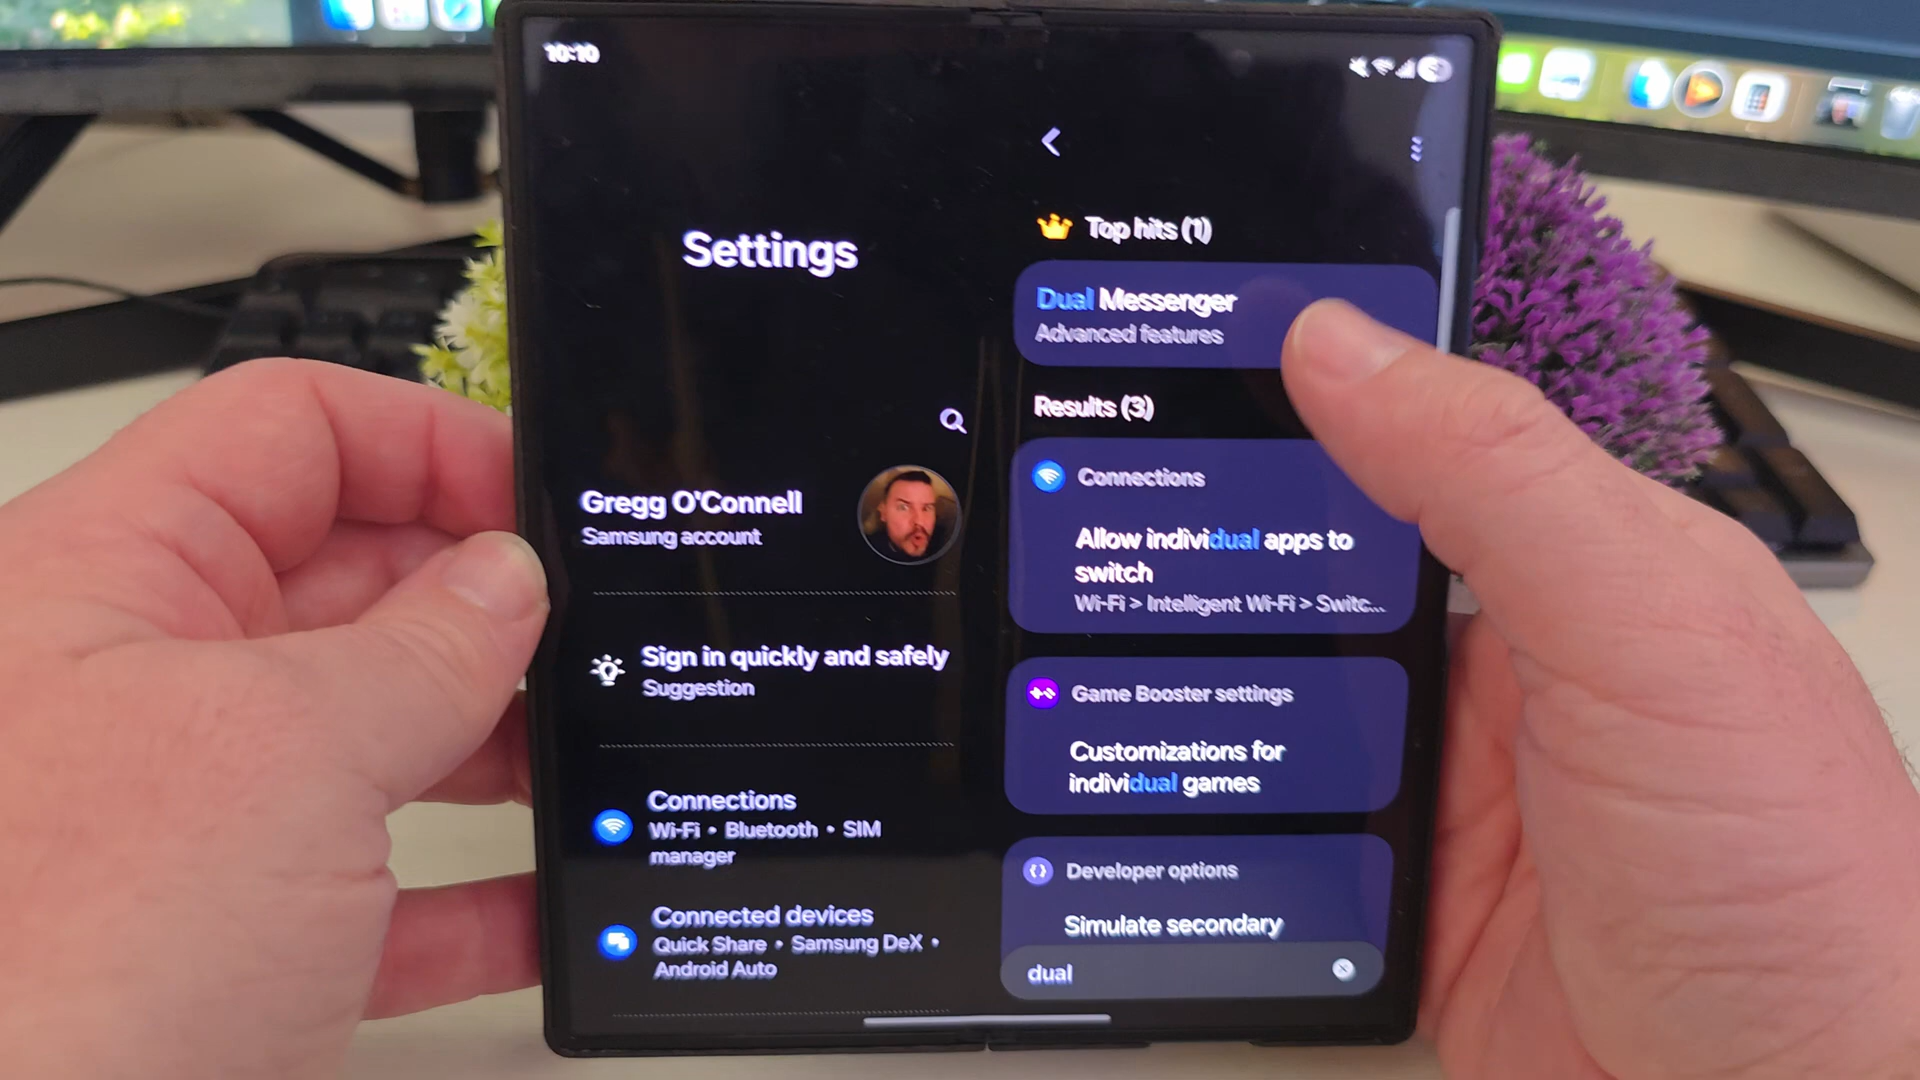 10:10
Settings
Gregg O'Connell
Samsung account
Sign in quickly and safely
Suggestion
Connections
Wi-Fi • Bluetooth • SIM
manager
Connected devices
Quick Share • Samsung DeX •
Android Auto
Top hits (1)
Dual Messenger
Advanced features
Results (3)
Connections
Allow individual apps to
switch
Wi-Fi > Intelligent Wi-Fi > Switc...
Game Booster settings
Customizations for
individual games
Developer options
Simulate secondary
dual